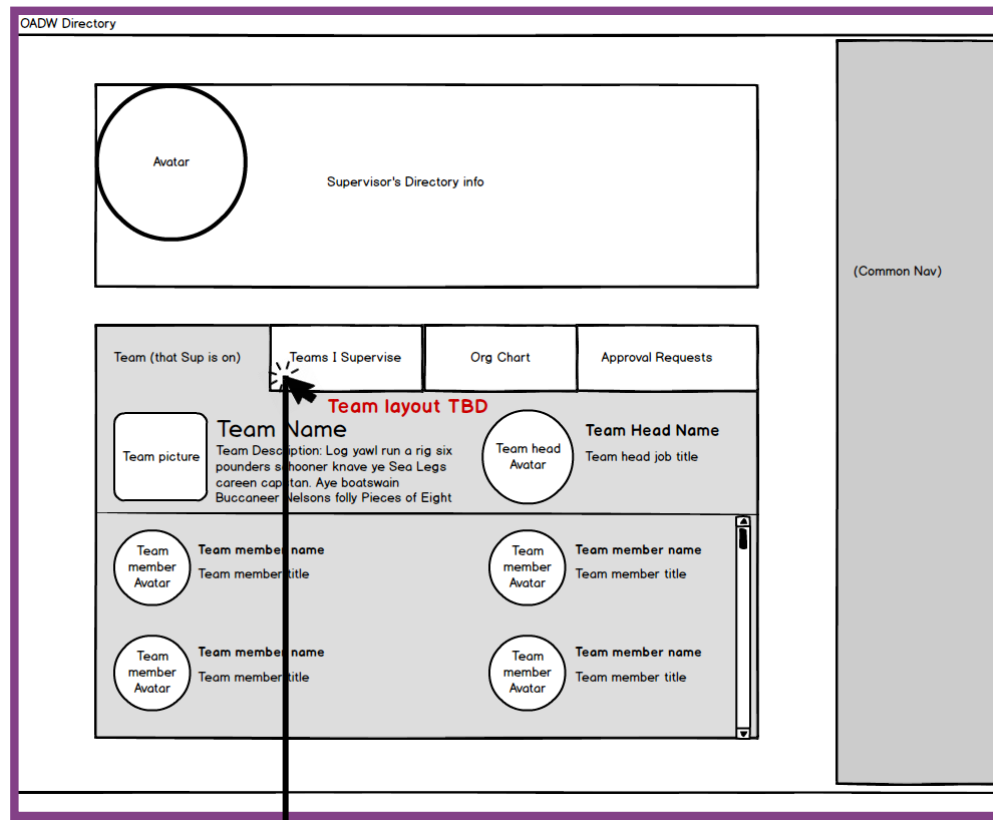 OADW Directory
Avatar
Supervisor's Directory info
(Common Nav)
Team (that Sup is on)
Teams I Supervise
Org Chart
Approval Requests
Team layout TBD
Team picture
Team Name
Team Description: Log yawl run a rig six
pounders schooner knave ye Sea Legs
careen capstan. Aye boatswain
Buccaneer Nelsons folly Pieces of Eight
Team head
Avatar
Team Head Name
Team head job title
Team
member
Avatar
Team member name
Team member title
Team
member
Avatar
Team member name
Team member title
Team
member
Avatar
Team member name
Team member title
Team
member
Avatar
Team member name
Team member title